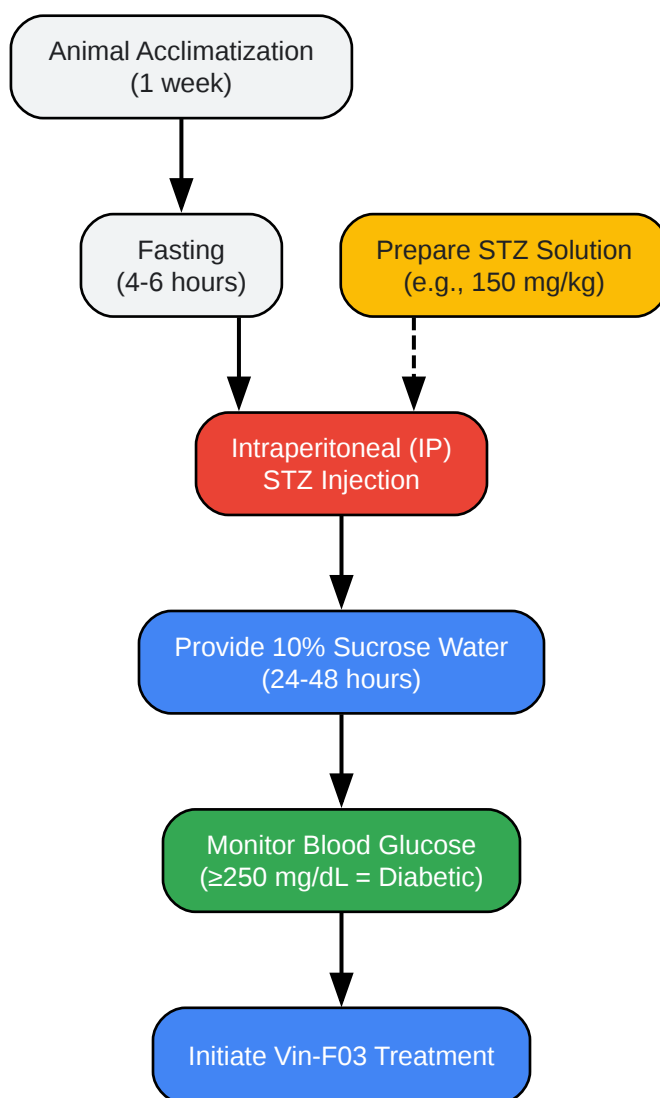 Animal Acclimatization
(1 week)
Fasting
(4-6 hours)
Prepare STZ Solution
(e.g., 150 mg/kg)
Intraperitoneal (IP)
STZ Injection
Provide 10% Sucrose Water
(24-48 hours)
Monitor Blood Glucose
(≥250 mg/dL = Diabetic)
Initiate Vin-F03 Treatment